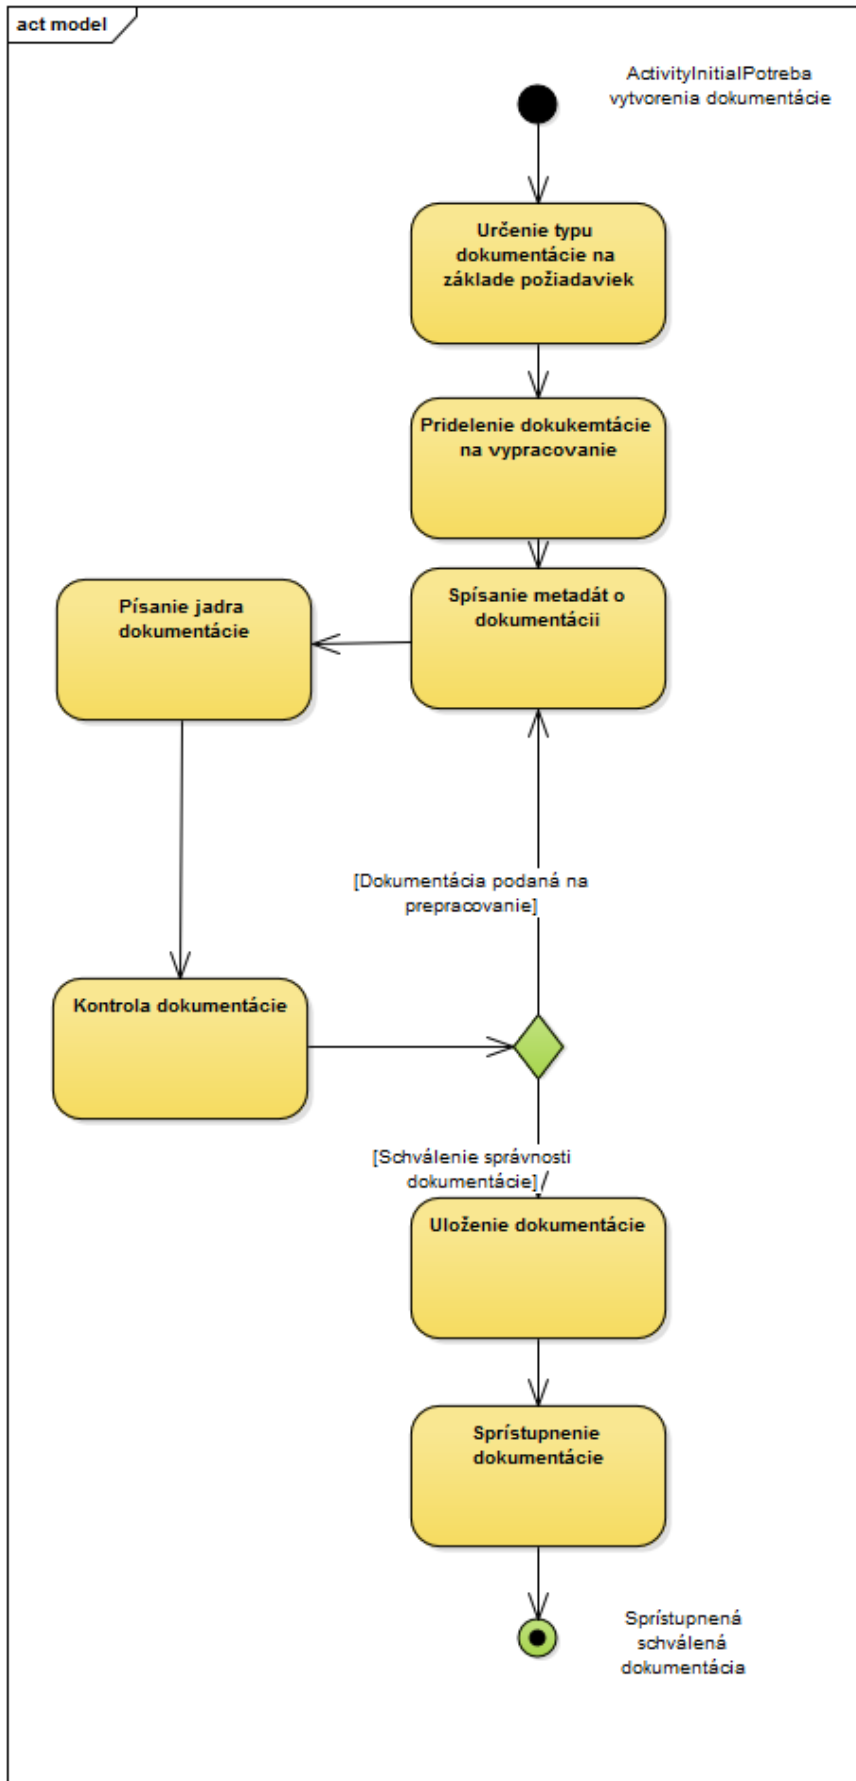 act model
ActivityInitialPotreba
vytvorenia dokumentácie
Určenie typu
dokumentácie na
základe požiadaviek
Pridelenie dokukemtácie
na vypracovanie
Spísanie metadát o
dokumentácii
Písanie jadra
dokumentácie
[Dokumentácia podaná na
prepracovanie]
Kontrola dokumentácie
[Schválenie správnosti
dokumentácie]
Uloženie dokumentácie
Sprístupnenie
dokumentácie
Sprístupnená
schválená
dokumentácia